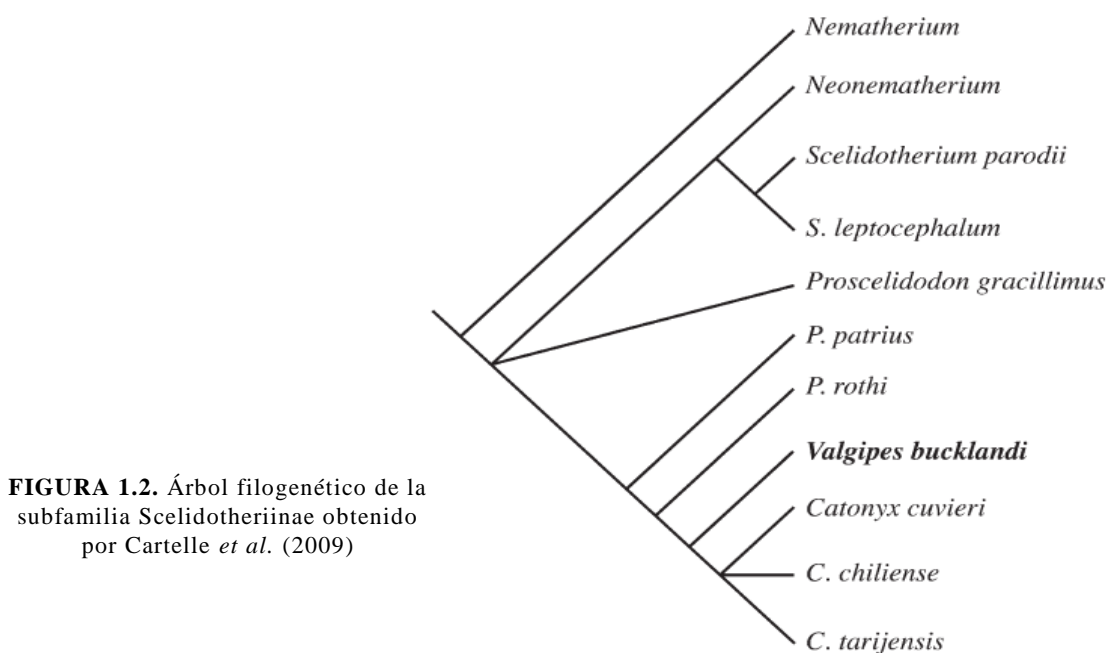 Nematherium
Neonematherium
Scelidotherium parodii
S. leptocephalum
Proscelidodon gracillimus
P. patrius
P. rothi
Valgipes bucklandi
Catonyx cuvieri
C. chiliense
C. tarijensis
FIGURA 1.2. Árbol filogenético de la
subfamilia Scelidotheriinae obtenido
por Cartelle et al. (2009)